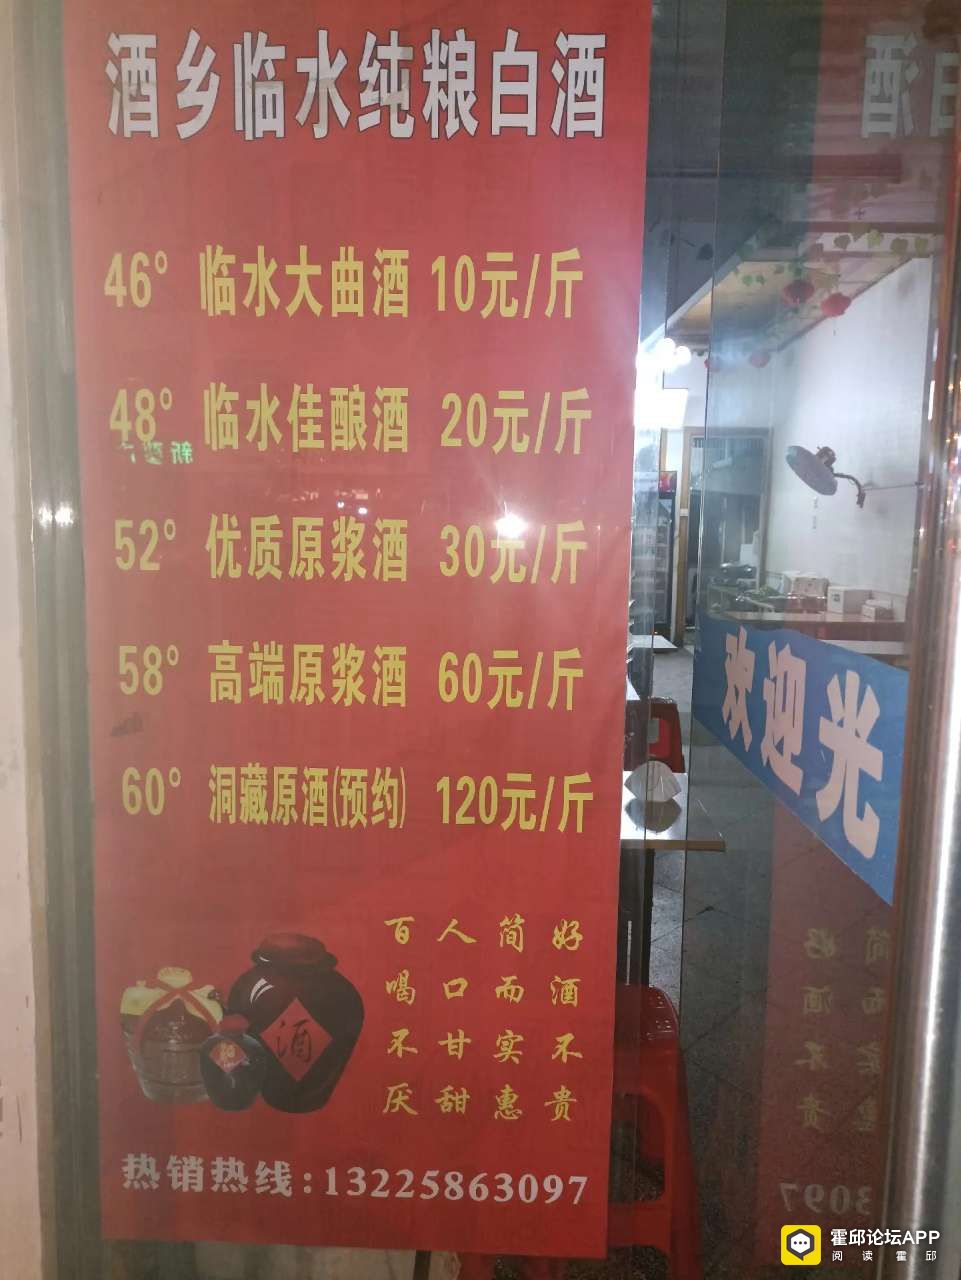 酒乡临水纯粮白酒
46° 临水大曲酒 10元/斤
48° 临水佳酿酒 20元/斤
52° 优质原浆酒 30元/斤
58° 高端原浆酒 60元/斤
60° 洞藏原酒(预约) 120元/斤
好酒不贵
简而实惠
人口甘甜
百喝不厌
酒
热销热线:13225863097
欢迎光
霍邱论坛APP
阅读霍邱